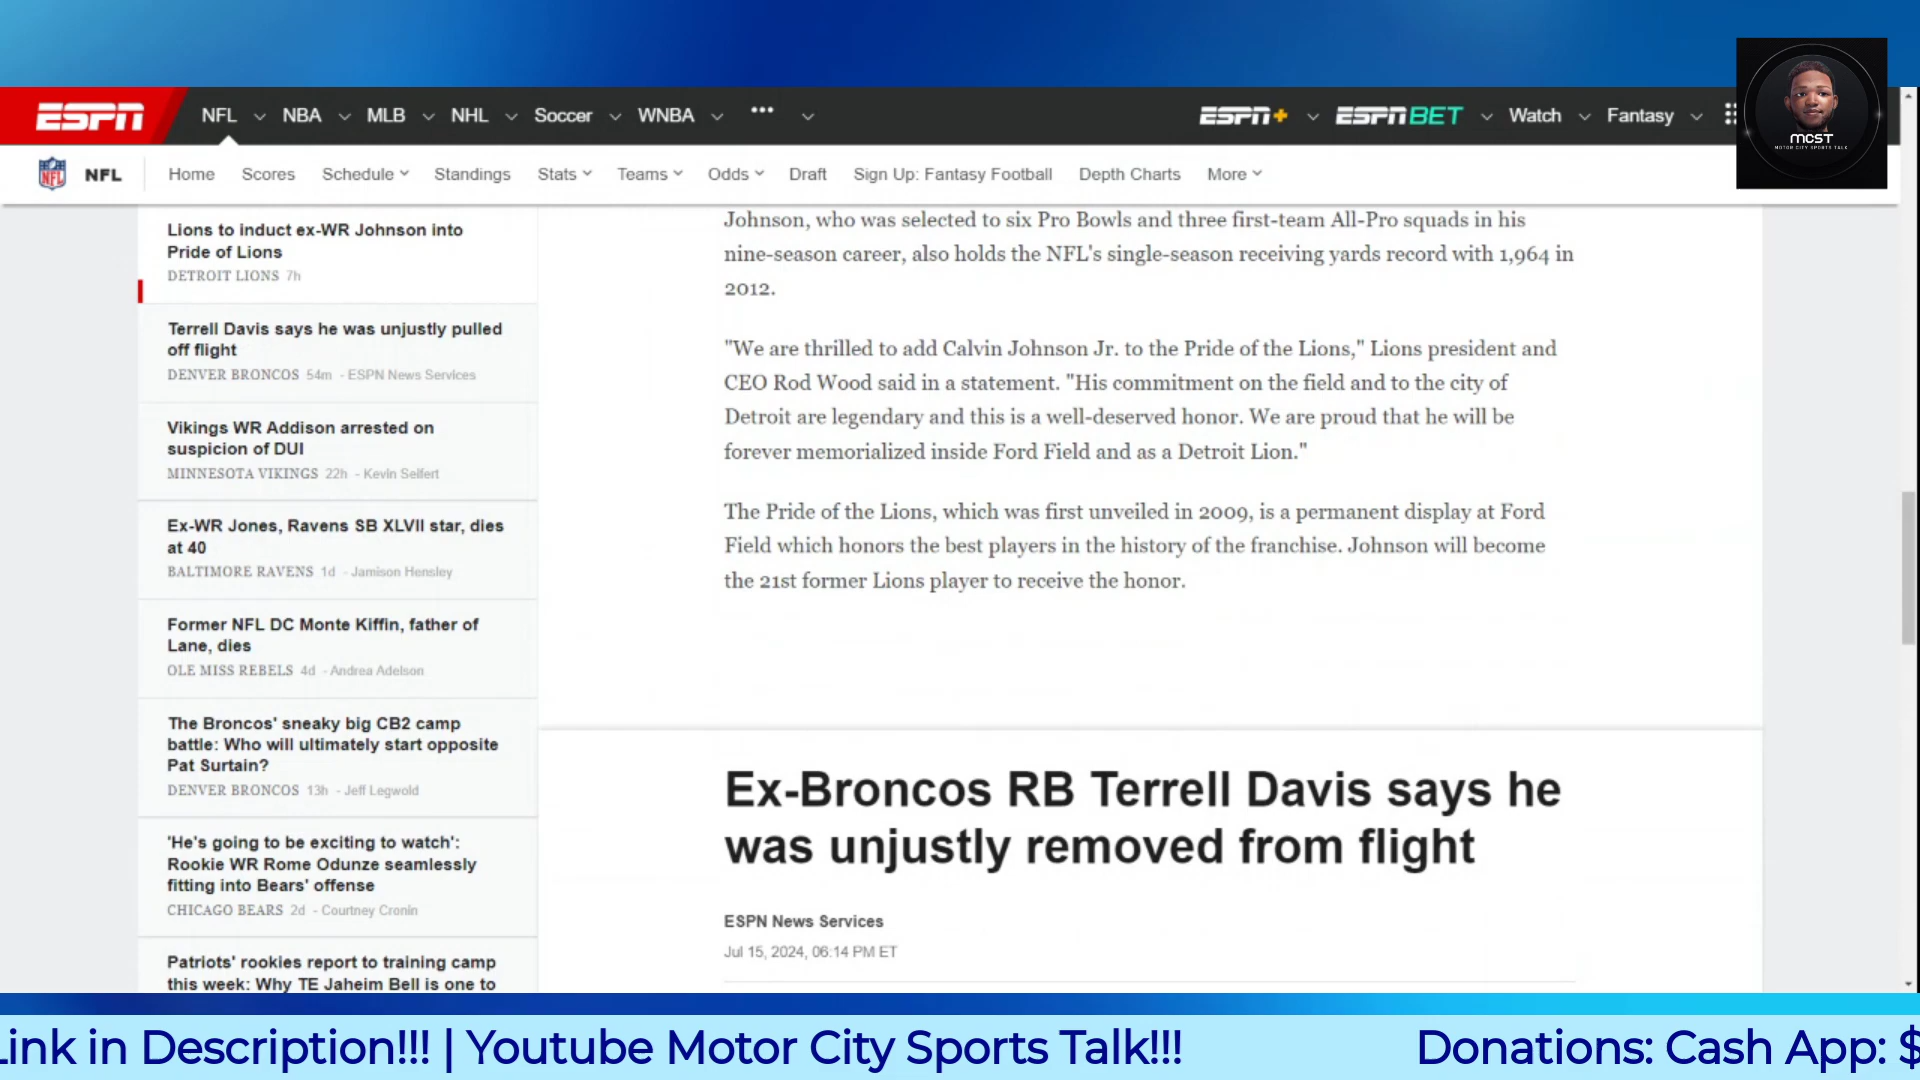 ESPN NFL NBA MLB NHL Soccer WNBA ••• ESPN+ ESPN BET Watch Fantasy
MCST
MOTOR CITY SPORTS TALK
NFL Home Scores Schedule Standings Stats Teams Odds Draft Sign Up: Fantasy Football Depth Charts More
Lions to induct ex-WR Johnson into
Pride of Lions
DETROIT LIONS 7h
Terrell Davis says he was unjustly pulled
off flight
DENVER BRONCOS 54m - ESPN News Services
Vikings WR Addison arrested on
suspicion of DUI
MINNESOTA VIKINGS 22h - Kevin Seifert
Ex-WR Jones, Ravens SB XLVII star, dies
at 40
BALTIMORE RAVENS 1d - Jamison Hensley
Former NFL DC Monte Kiffin, father of
Lane, dies
OLE MISS REBELS 4d - Andrea Adelson
The Broncos' sneaky big CB2 camp
battle: Who will ultimately start opposite
Pat Surtain?
DENVER BRONCOS 13h - Jeff Legwold
'He's going to be exciting to watch':
Rookie WR Rome Odunze seamlessly
fitting into Bears' offense
CHICAGO BEARS 2d - Courtney Cronin
Patriots' rookies report to training camp
this week: Why TE Jaheim Bell is one to
Johnson, who was selected to six Pro Bowls and three first-team All-Pro squads in his
nine-season career, also holds the NFL's single-season receiving yards record with 1,964 in
2012.
"We are thrilled to add Calvin Johnson Jr. to the Pride of the Lions," Lions president and
CEO Rod Wood said in a statement. "His commitment on the field and to the city of
Detroit are legendary and this is a well-deserved honor. We are proud that he will be
forever memorialized inside Ford Field and as a Detroit Lion."
The Pride of the Lions, which was first unveiled in 2009, is a permanent display at Ford
Field which honors the best players in the history of the franchise. Johnson will become
the 21st former Lions player to receive the honor.
Ex-Broncos RB Terrell Davis says he
was unjustly removed from flight
ESPN News Services
Jul 15, 2024, 06:14 PM ET
Link in Description!!! | Youtube Motor City Sports Talk!!! Donations: Cash App: $